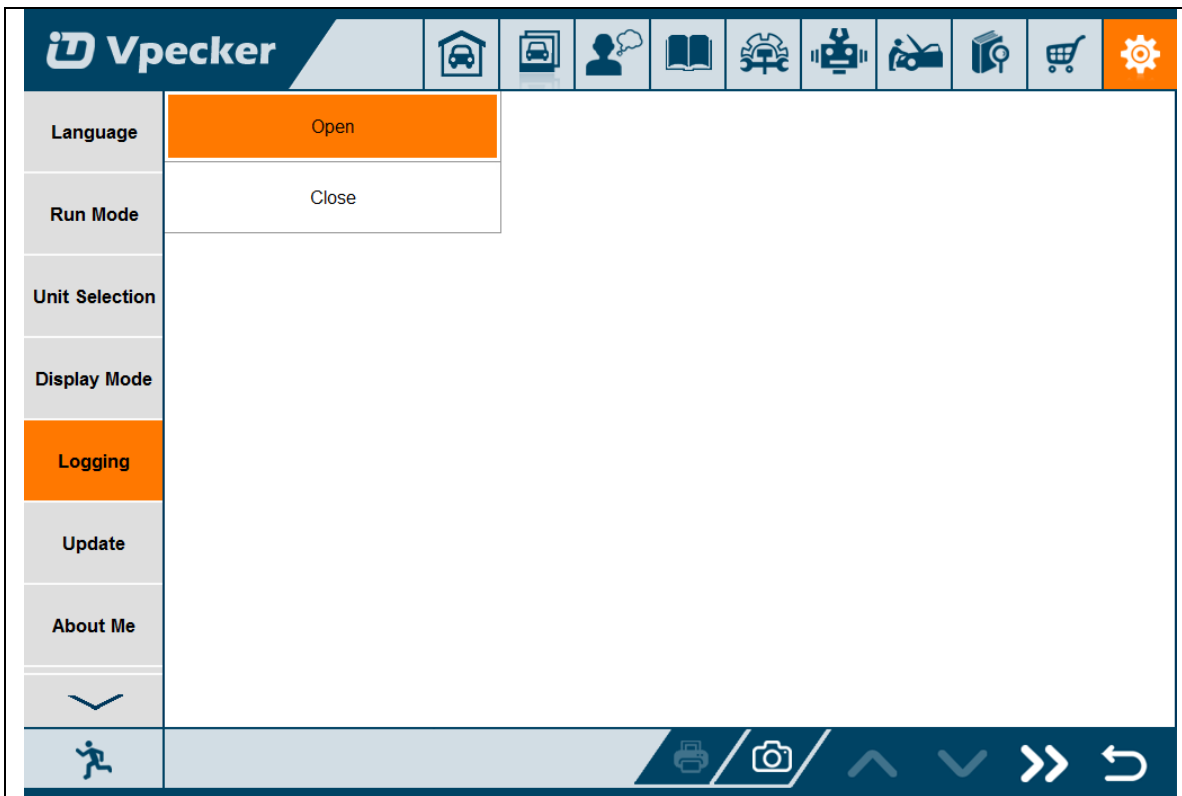 Vpecker
Language
Open
Close
Run Mode
Unit Selection
Display Mode
Logging
Update
About Me